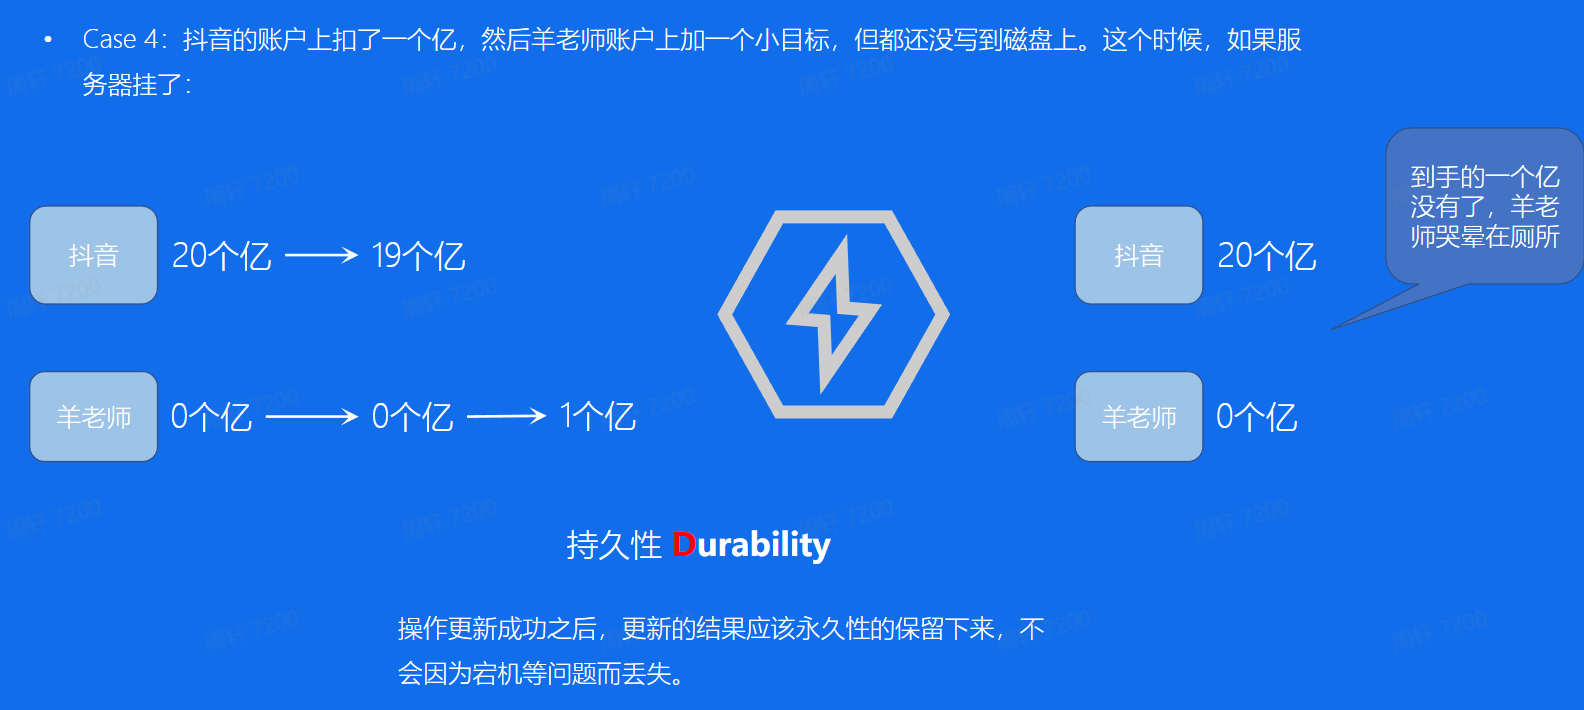 • Case 4：抖音的账户上扣了一个亿，然后羊老师账户上加一个小目标，但都还没写到磁盘上。这个时候，如果服
务器挂了：
抖音 20个亿 19个亿
羊老师 0个亿 0个亿 1个亿
抖音 20个亿
羊老师 0个亿
到手的一个亿
没有了，羊老
师哭晕在厕所
持久性 Durability
操作更新成功之后，更新的结果应该永久性的保留下来，不
会因为宕机等问题而丢失。
周轩 7200